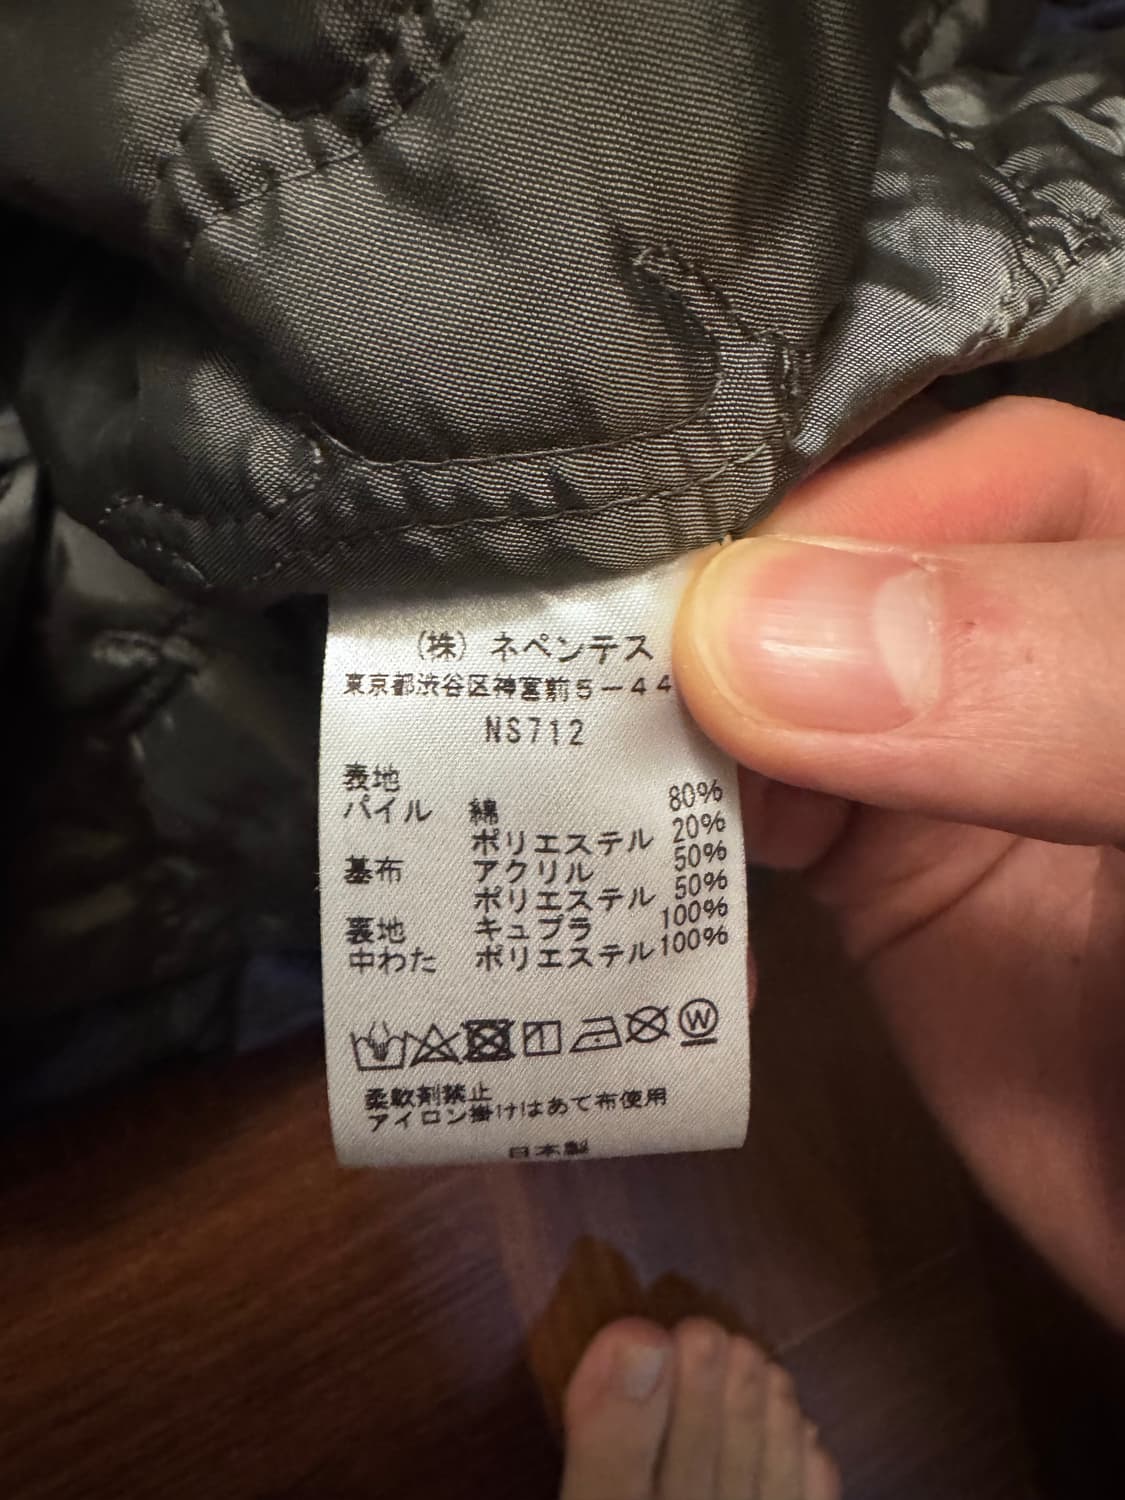 (株) ネペンテス
東京都渋谷区神宮前5-44
NS712
表地
パイル 綿 80%
ポリエステル 20%
基布 アクリル 50%
ポリエステル 50%
裏地 キュプラ 100%
中わた ポリエステル 100%
W
柔軟剤禁止
アイロン掛けはあて布使用
日本製